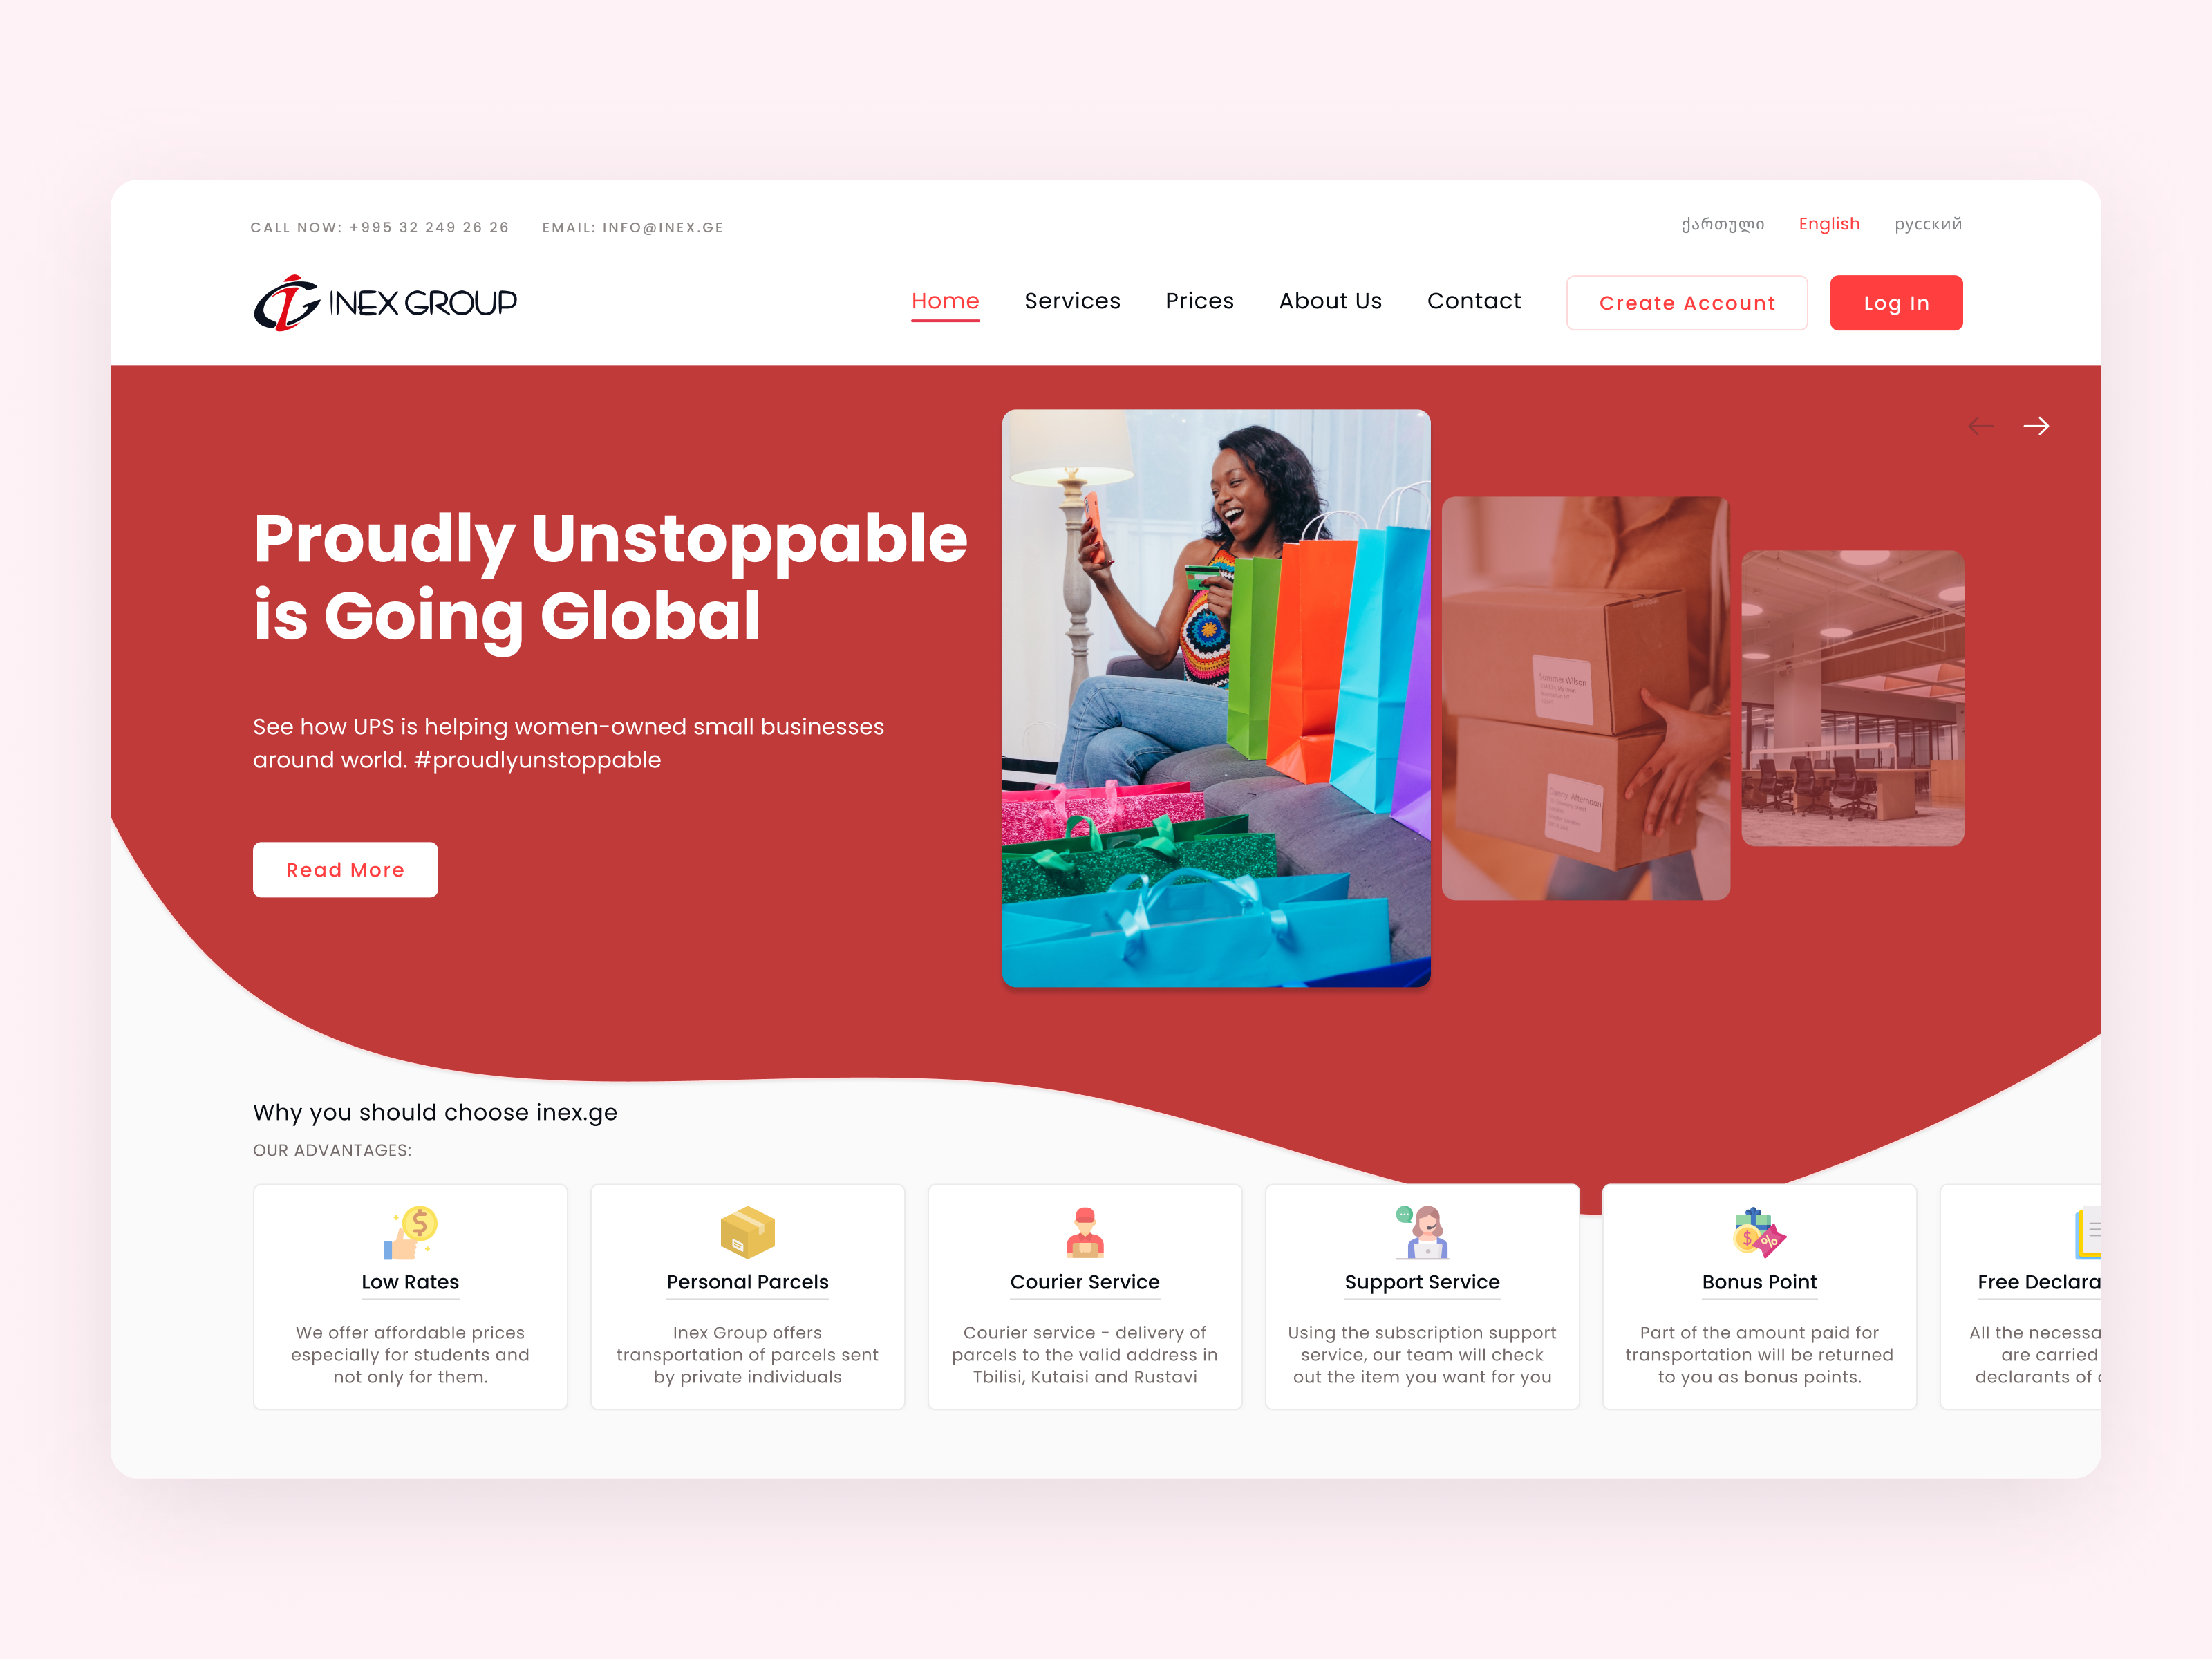 CALL NOW: +995 32 249 26 26 EMAIL: INFO@INEX.GE
ქართული English русский
INEX GROUP
Home Services Prices About Us Contact Create Account Log In
Proudly Unstoppable
is Going Global
See how UPS is helping women-owned small businesses
around world. #proudlyunstoppable
Read More
Summer Wilson
Danny Afternoon
Why you should choose inex.ge
OUR ADVANTAGES:
Low Rates
We offer affordable prices
especially for students and
not only for them.
Personal Parcels
Inex Group offers
transportation of parcels sent
by private individuals
Courier Service
Courier service - delivery of
parcels to the valid address in
Tbilisi, Kutaisi and Rustavi
Support Service
Using the subscription support
service, our team will check
out the item you want for you
Bonus Point
Part of the amount paid for
transportation will be returned
to you as bonus points.
Free Declara
All the necessa
are carried
declarants of